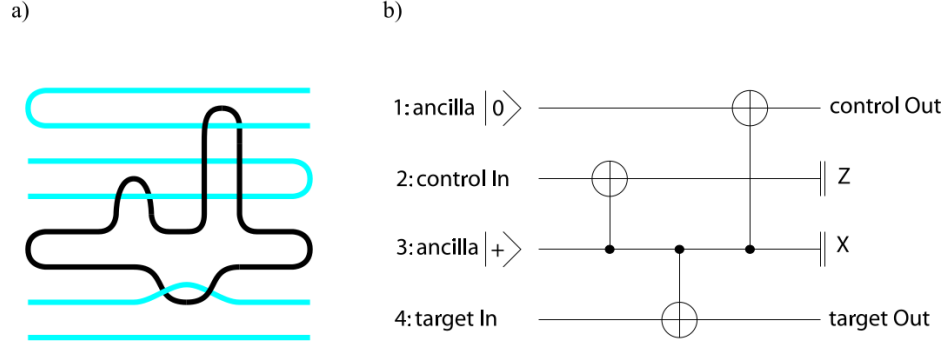 a)
b)
1: ancilla |0〉 control Out
2: control In Z
3: ancilla |+〉 X
4: target In target Out